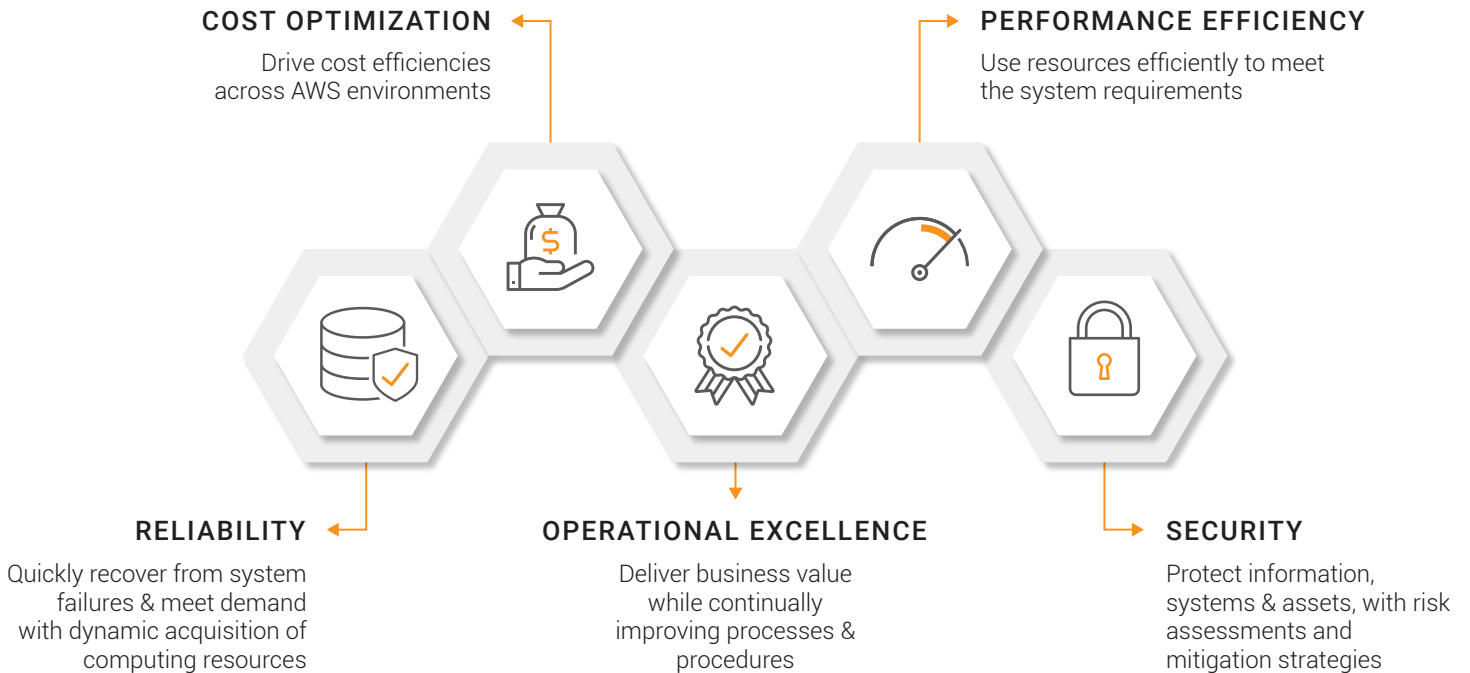 COST OPTIMIZATION
Drive cost efficiencies
across AWS environments
PERFORMANCE EFFICIENCY
Use resources efficiently to meet
the system requirements
$
RELIABILITY
Quickly recover from system
failures & meet demand
with dynamic acquisition of
computing resources
OPERATIONAL EXCELLENCE
Deliver business value
while continually
improving processes &
procedures
SECURITY
Protect information,
systems & assets, with risk
assessments and
mitigation strategies